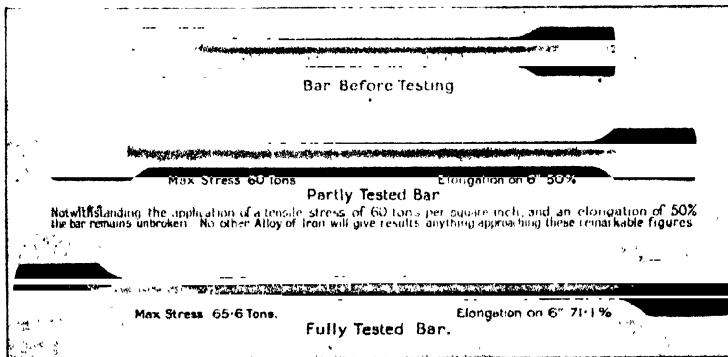 Bar Before Testing
Max Stress 60 Tons Elongation on 6" 50%
Partly Tested Bar
Notwithstanding the application of a tensile stress of 60 tons per square inch, and an elongation of 50%
the bar remains unbroken No other Alloy of Iron will give results anything approaching these remarkable figures
Max Stress 65·6 Tons. Elongation on 6" 71·1%
Fully Tested Bar.